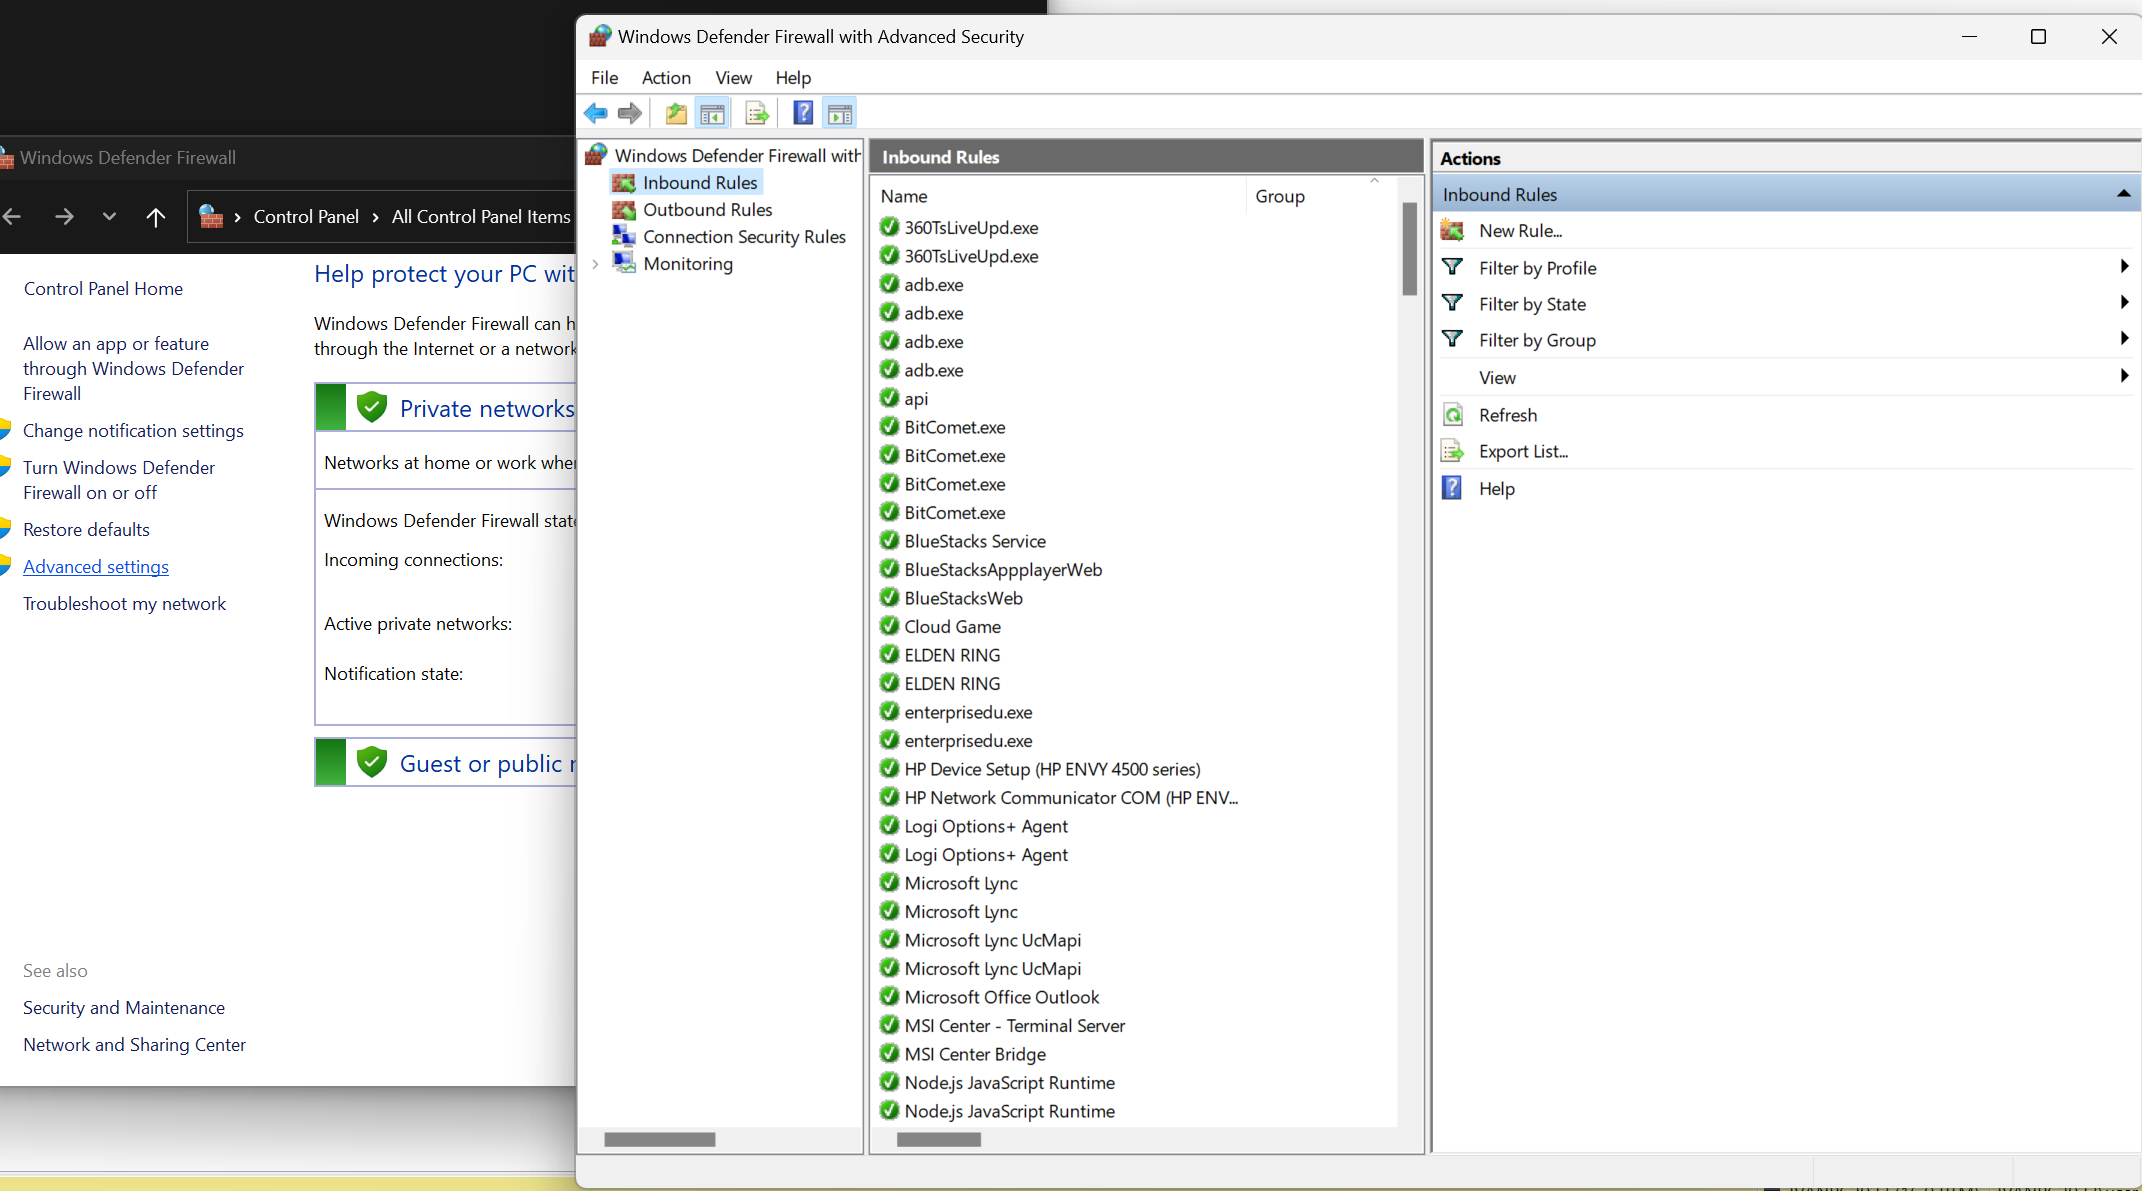 Windows Defender Firewall with Advanced Security
File Action View Help
Windows Defender Firewall
Control Panel › All Control Panel Items
Control Panel Home
Allow an app or feature
through Windows Defender
Firewall
Change notification settings
Turn Windows Defender
Firewall on or off
Restore defaults
Advanced settings
Troubleshoot my network
See also
Security and Maintenance
Network and Sharing Center
Help protect your PC wit
Windows Defender Firewall can h
through the Internet or a network
Private networks
Networks at home or work whe
Windows Defender Firewall state
Incoming connections:
Active private networks:
Notification state:
Guest or public
Windows Defender Firewall with
Inbound Rules
Outbound Rules
Connection Security Rules
Monitoring
Inbound Rules
Name Group
360TsLiveUpd.exe
360TsLiveUpd.exe
adb.exe
adb.exe
adb.exe
adb.exe
api
BitComet.exe
BitComet.exe
BitComet.exe
BitComet.exe
BlueStacks Service
BlueStacksAppplayerWeb
BlueStacksWeb
Cloud Game
ELDEN RING
ELDEN RING
enterprisedu.exe
enterprisedu.exe
HP Device Setup (HP ENVY 4500 series)
HP Network Communicator COM (HP ENV...
Logi Options+ Agent
Logi Options+ Agent
Microsoft Lync
Microsoft Lync
Microsoft Lync UcMapi
Microsoft Lync UcMapi
Microsoft Office Outlook
MSI Center - Terminal Server
MSI Center Bridge
Node.js JavaScript Runtime
Node.js JavaScript Runtime
Actions
Inbound Rules
New Rule...
Filter by Profile
Filter by State
Filter by Group
View
Refresh
Export List...
Help